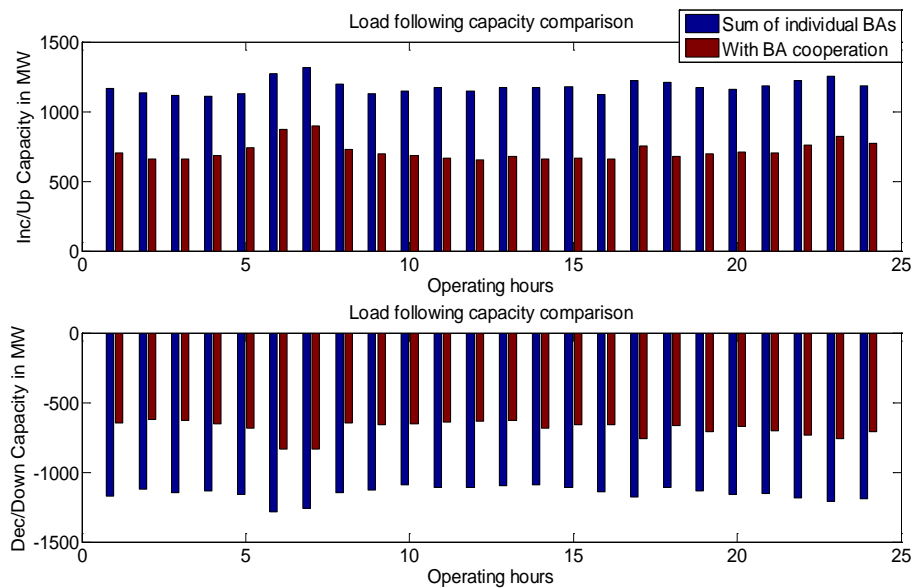 Load following capacity comparison
Sum of individual BAs
With BA cooperation
Inc/Up Capacity in MW
1500
1000
500
0
0 5 10 15 20 25
Operating hours
Load following capacity comparison
Dec/Down Capacity in MW
0
-500
-1000
-1500
0 5 10 15 20 25
Operating hours